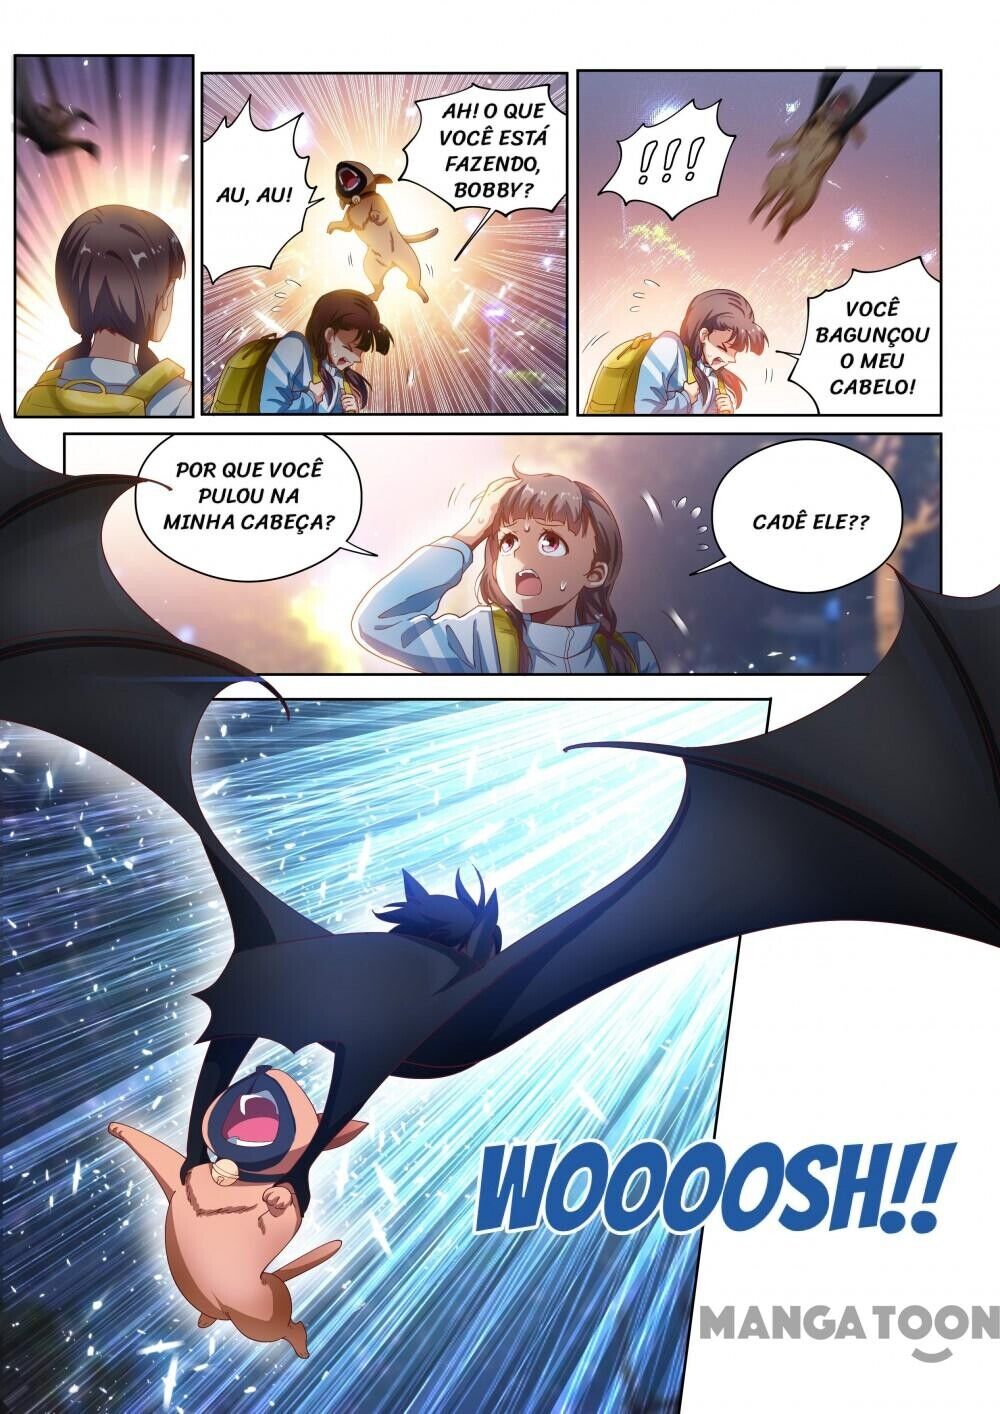 AU, AU!
AH! O QUE
VOCÊ ESTÁ
FAZENDO,
BOBBY?
!!!
VOCÊ
BAGUNÇOU
O MEU
CABELO!
POR QUE VOCÊ
PULOU NA
MINHA CABEÇA?
CADÊ ELE??
WOOOOSH!!
MANGATOON